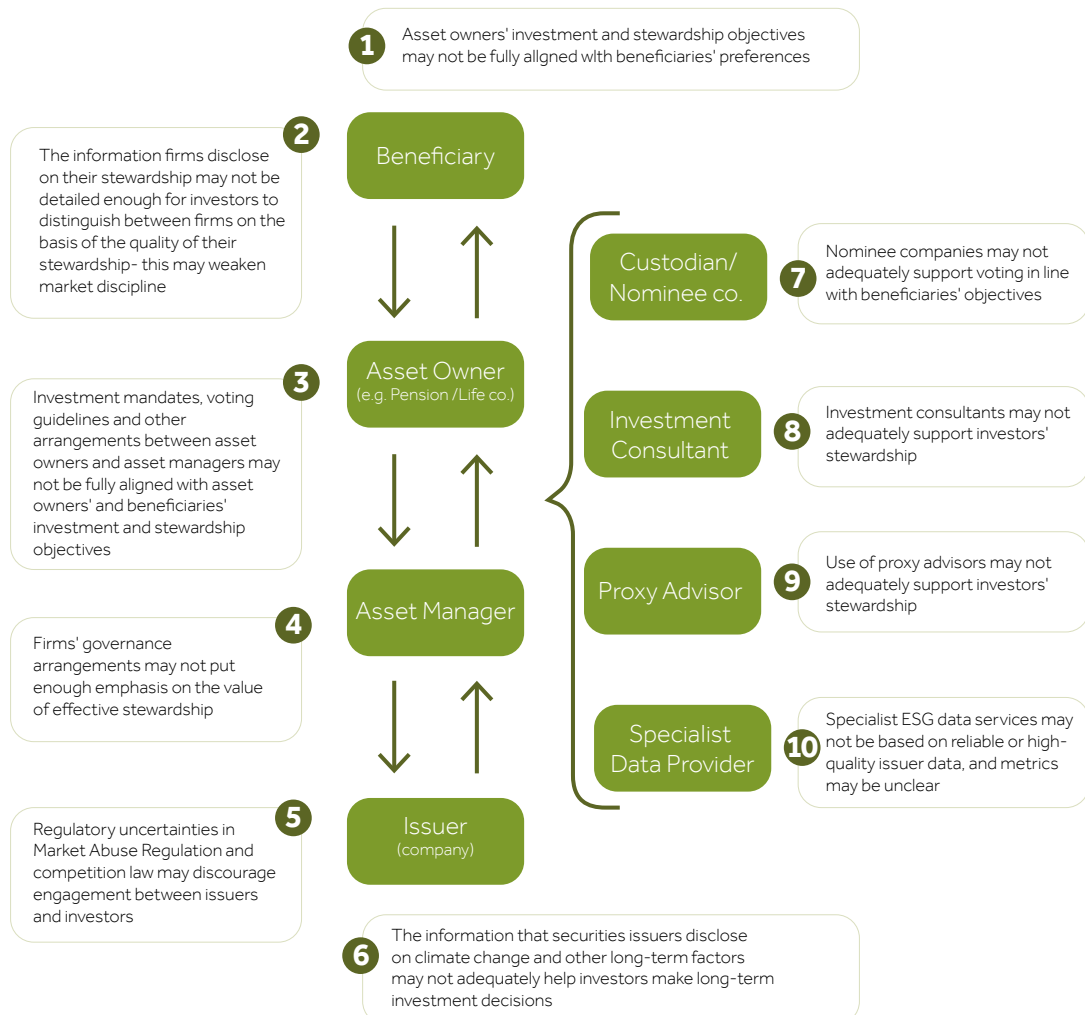 1
Asset owners' investment and stewardship objectives
may not be fully alIgned wIth beneficiaries' preferences
2
The information firms disclose
on their stewardship may not be
detailed enough for investors to
distinguish between firms on the
basis of the quality of their
stewardship- this may weaken
market discipline
Beneficiary
Custodian/
Nominee co.
7
Nominee companies may not
adequately support voting in line
with beneficiaries' objectives
3
Investment mandates, voting
guidelines and other
arrangements between asset
owners and asset managers may
not be fully aligned with asset
owners' and beneficiaries'
investment and stewardship
objectives
Asset Owner
(e.g. Pension /Life co.)
Investment
Consultant
8
Investment consultants may not
adequately support investors'
stewardship
4
Firms' governance
arrangements may not put
enough emphasis on the value
of effective stewardship
Asset Manager
Proxy Advisor
9
Use of proxy advisors may not
adequately support investors'
stewardship
Specialist
Data Provider
10
Specialist ESG data services may
not be based on reliable or high-
quality issuer data, and metrics
may be unclear
5
Regulatory uncertainties in
Market Abuse Regulation and
competition law may discourage
engagement between issuers
and investors
Issuer
(company)
6
The information that securities issuers disclose
on climate change and other long-term factors
may not adequately help investors make long-term
investment decisions